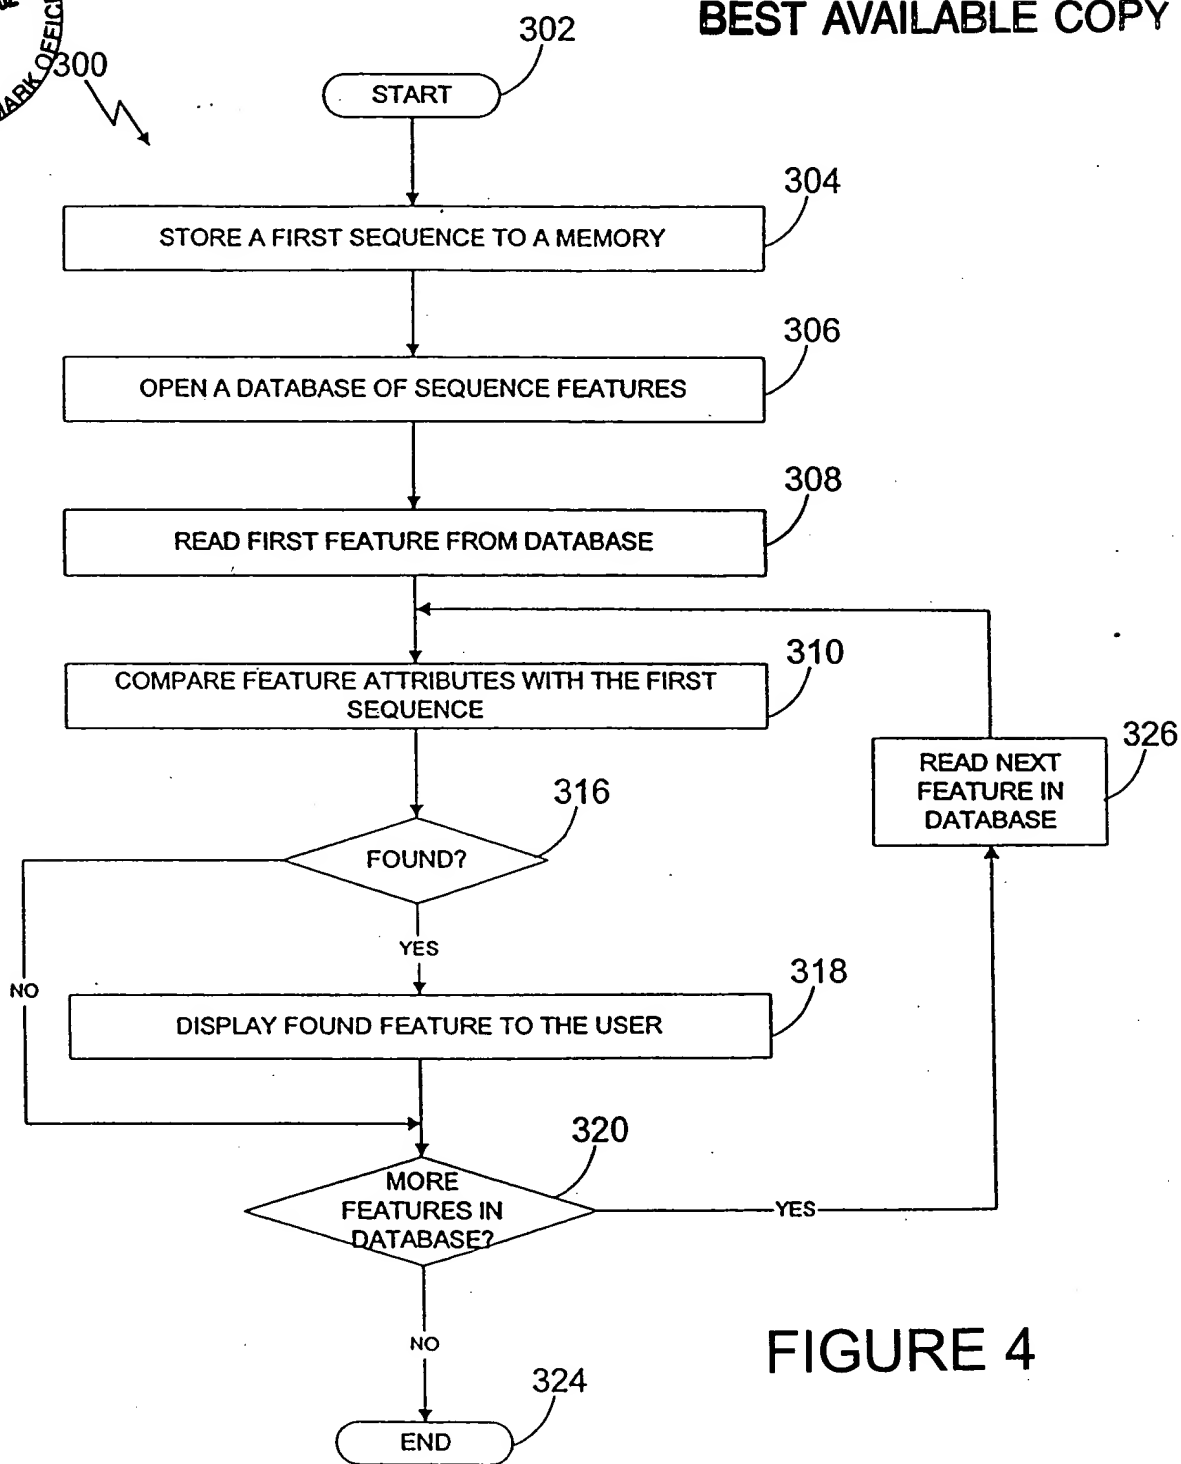 BEST AVAILABLE COPY
MARK OFFICE
300
302
START
304
STORE A FIRST SEQUENCE TO A MEMORY
306
OPEN A DATABASE OF SEQUENCE FEATURES
308
READ FIRST FEATURE FROM DATABASE
310
COMPARE FEATURE ATTRIBUTES WITH THE FIRST
SEQUENCE
326
READ NEXT
FEATURE IN
DATABASE
316
FOUND?
YES
NO
318
DISPLAY FOUND FEATURE TO THE USER
320
MORE
FEATURES IN
DATABASE?
YES
NO
FIGURE 4
324
END